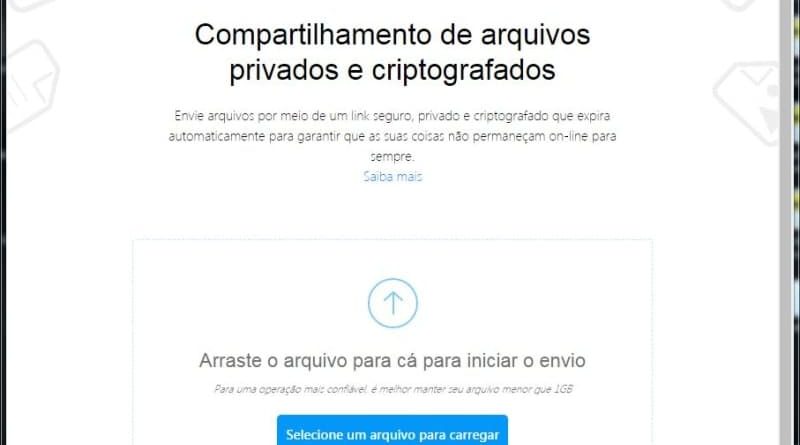 Compartilhamento de arquivos
privados e criptografados
Envie arquivos por meio de um link seguro, privado e criptografado que expira
automaticamente para garantir que as suas coisas não permaneçam on-line para
sempre.
Saiba mais
Arraste o arquivo para cá para iniciar o envio
Para uma operação mais confiável, é melhor manter seu arquivo menor que 1GB
Selecione um arquivo para carregar